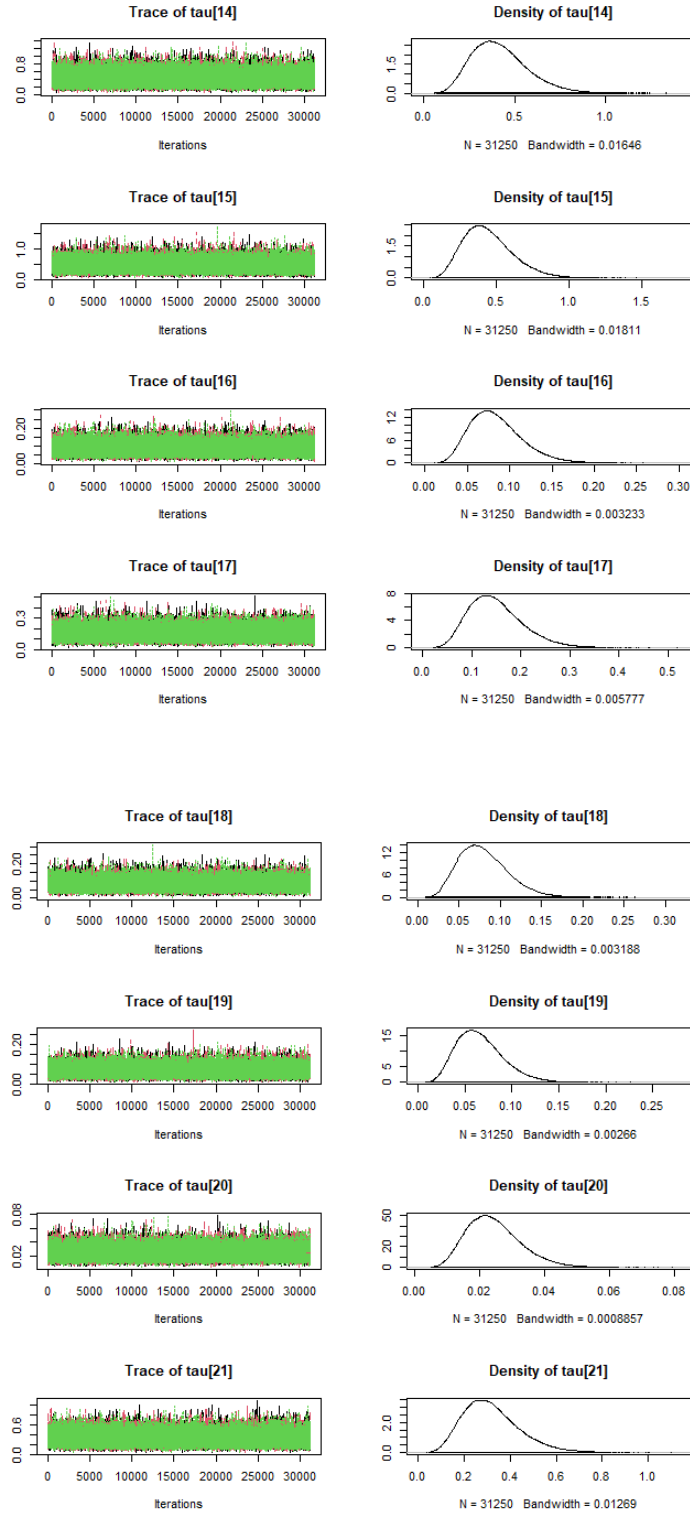 Trace of tau[14] Density of tau[14]
0.0 0.8 0.0 1.5
0 5000 10000 15000 20000 25000 30000 0.0 0.5 1.0
Iterations N = 31250 Bandwidth = 0.01646
Trace of tau[15] Density of tau[15]
0.0 1.0 0.0 1.5
0 5000 10000 15000 20000 25000 30000 0.0 0.5 1.0 1.5
Iterations N = 31250 Bandwidth = 0.01811
Trace of tau[16] Density of tau[16]
0.00 0.20 0 6 12
0 5000 10000 15000 20000 25000 30000 0.00 0.05 0.10 0.15 0.20 0.25 0.30
Iterations N = 31250 Bandwidth = 0.003233
Trace of tau[17] Density of tau[17]
0.0 0.3 0 4 8
0 5000 10000 15000 20000 25000 30000 0.0 0.1 0.2 0.3 0.4 0.5
Iterations N = 31250 Bandwidth = 0.005777
Trace of tau[18] Density of tau[18]
0.00 0.20 0 6 12
0 5000 10000 15000 20000 25000 30000 0.00 0.05 0.10 0.15 0.20 0.25 0.30
Iterations N = 31250 Bandwidth = 0.003188
Trace of tau[19] Density of tau[19]
0.00 0.20 0 5 15
0 5000 10000 15000 20000 25000 30000 0.00 0.05 0.10 0.15 0.20 0.25
Iterations N = 31250 Bandwidth = 0.00266
Trace of tau[20] Density of tau[20]
0.02 0.08 0 20 50
0 5000 10000 15000 20000 25000 30000 0.00 0.02 0.04 0.06 0.08
Iterations N = 31250 Bandwidth = 0.0008857
Trace of tau[21] Density of tau[21]
0.0 0.6 0.0 2.0
0 5000 10000 15000 20000 25000 30000 0.0 0.2 0.4 0.6 0.8 1.0
Iterations N = 31250 Bandwidth = 0.01269